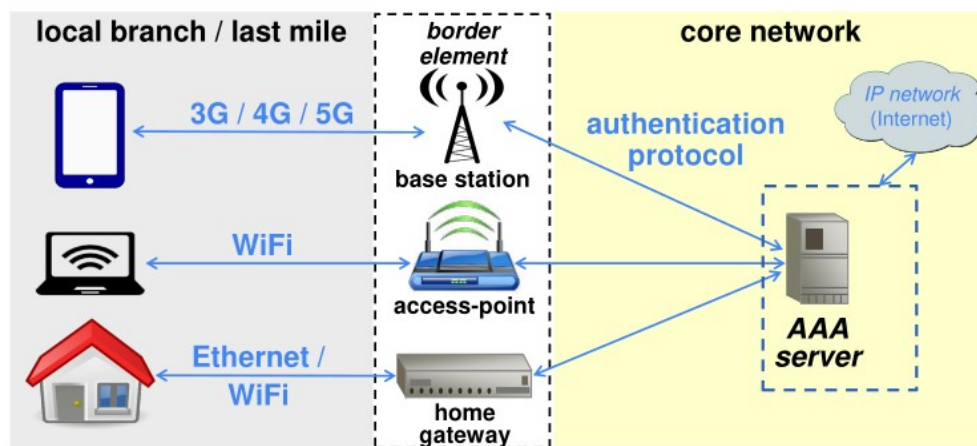 local branch / last mile
border
element
core network
3G / 4G / 5G
base station
authentication
protocol
IP network
(Internet)
WiFi
access-point
AAA
server
Ethernet /
WiFi
home
gateway